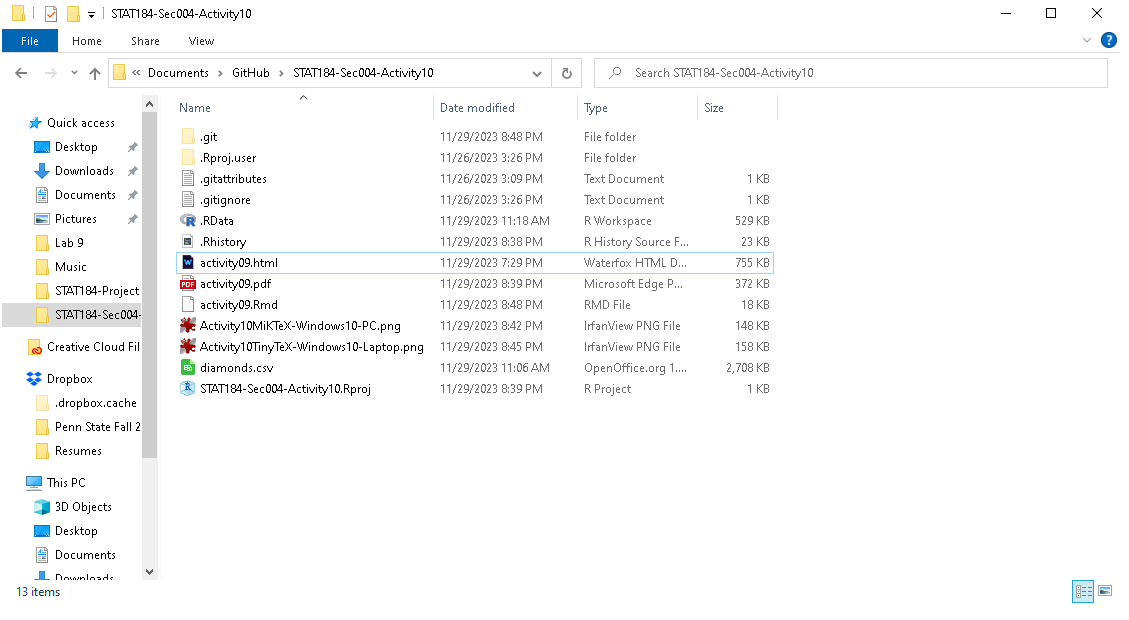 STAT184-Sec004-Activity10
File Home Share View ?
« Documents › GitHub › STAT184-Sec004-Activity10 Search STAT184-Sec004-Activity10
Quick access
Desktop
Downloads
Documents
Pictures
Lab 9
Music
STAT184-Project
STAT184-Sec004-
Creative Cloud Fil
Dropbox
.dropbox.cache
Penn State Fall 2
Resumes
This PC
3D Objects
Desktop
Documents
Downloads
Name Date modified Type Size
.git 11/29/2023 8:48 PM File folder
.Rproj.user 11/26/2023 3:26 PM File folder
.gitattributes 11/26/2023 3:09 PM Text Document 1 KB
.gitignore 11/26/2023 3:26 PM Text Document 1 KB
.RData 11/29/2023 11:18 AM R Workspace 529 KB
.Rhistory 11/29/2023 8:38 PM R History Source F... 23 KB
activity09.html 11/29/2023 7:29 PM Waterfox HTML D... 755 KB
activity09.pdf 11/29/2023 8:39 PM Microsoft Edge P... 372 KB
activity09.Rmd 11/29/2023 8:48 PM RMD File 18 KB
Activity10MiKTeX-Windows10-PC.png 11/29/2023 8:42 PM IrfanView PNG File 148 KB
Activity10TinyTeX-Windows10-Laptop.png 11/29/2023 8:45 PM IrfanView PNG File 158 KB
diamonds.csv 11/29/2023 11:06 AM OpenOffice.org 1.... 2,708 KB
STAT184-Sec004-Activity10.Rproj 11/29/2023 8:39 PM R Project 1 KB
13 items